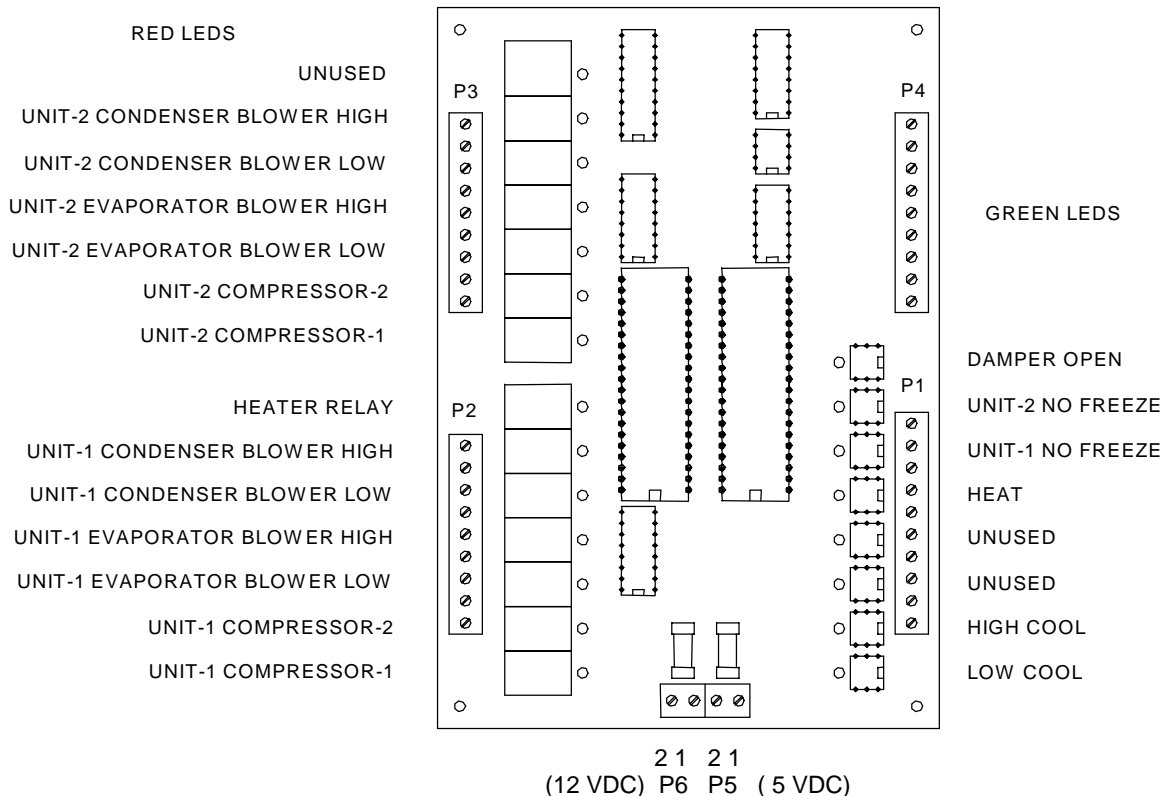 RED LEDS
UNUSED
UNIT-2 CONDENSER BLOWER HIGH
UNIT-2 CONDENSER BLOWER LOW
UNIT-2 EVAPORATOR BLOWER HIGH
UNIT-2 EVAPORATOR BLOWER LOW
UNIT-2 COMPRESSOR-2
UNIT-2 COMPRESSOR-1
HEATER RELAY
UNIT-1 CONDENSER BLOWER HIGH
UNIT-1 CONDENSER BLOWER LOW
UNIT-1 EVAPORATOR BLOWER HIGH
UNIT-1 EVAPORATOR BLOWER LOW
UNIT-1 COMPRESSOR-2
UNIT-1 COMPRESSOR-1
P3
P2
P4
P1
GREEN LEDS
DAMPER OPEN
UNIT-2 NO FREEZE
UNIT-1 NO FREEZE
HEAT
UNUSED
UNUSED
HIGH COOL
LOW COOL
2 1 2 1
(12 VDC) P6 P5 ( 5 VDC)